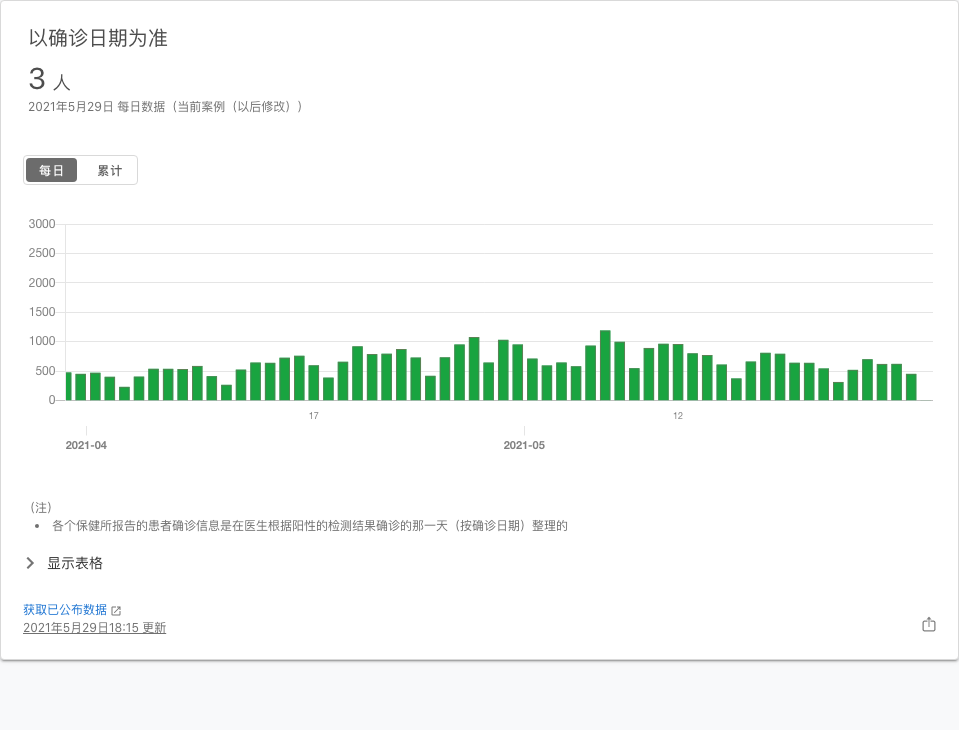 以确诊日期为准
3 人
2021年5月29日 每日数据（当前案例（以后修改））
每日 累计
3000
2500
2000
1500
1000
500
0
17 12
2021-04 2021-05
（注）
• 各个保健所报告的患者确诊信息是在医生根据阳性的检测结果确诊的那一天（按确诊日期）整理的
显示表格
获取已公布数据
2021年5月29日18:15 更新